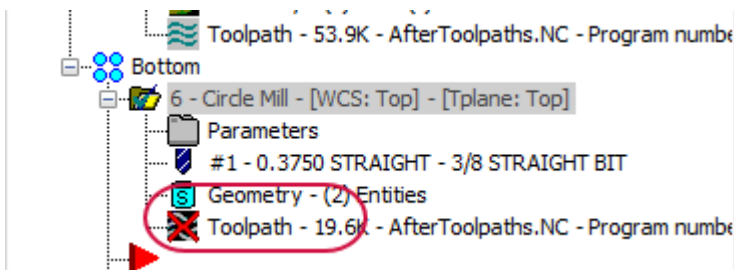 Toolpath - 53.9K - AfterToolpaths.NC - Program numbe
Bottom
6 - Circle Mill - [WCS: Top] - [Tplane: Top]
Parameters
#1 - 0.3750 STRAIGHT - 3/8 STRAIGHT BIT
Geometry - (2) Entities
Toolpath - 19.6K - AfterToolpaths.NC - Program numbe